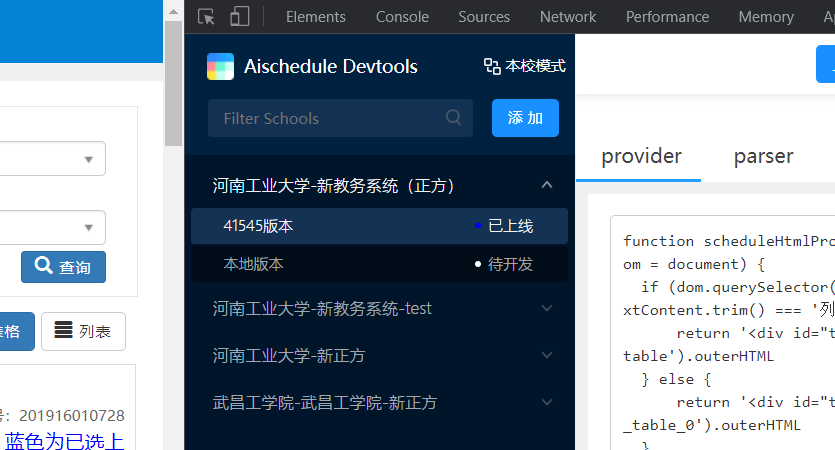 Elements Console Sources Network Performance Memory
Aischedule Devtools 本校模式
Filter Schools 添 加
provider parser
河南工业大学-新教务系统（正方）
41545版本 已上线
本地版本 待开发
河南工业大学-新教务系统-test
河南工业大学-新正方
武昌工学院-武昌工学院-新正方
查询
格 列表
号：201916010728
蓝色为已选上
function scheduleHtmlPro
om = document) {
if (dom.querySelector(
xtContent.trim() === '列
return '<div id="t
table').outerHTML
} else {
return '<div id="t
_table_0').outerHTML
}